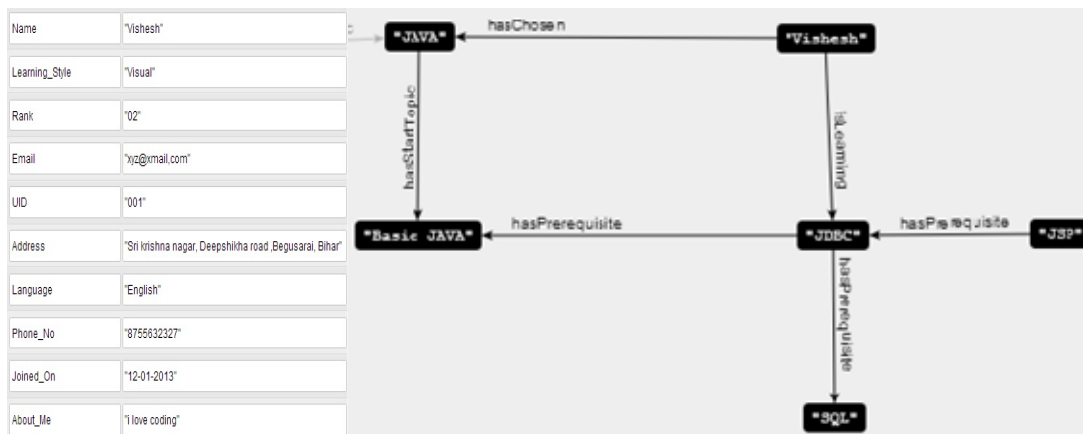 Name "Vishesh"
Learning_Style "Visual"
Rank "02"
Email "xyz@xmail,com"
UID "001"
Address "Sri krishna nagar, Deepshikha road ,Begusarai, Bihar"
Language "English"
Phone_No "8755632327"
Joined_On "12-01-2013"
About_Me "i love coding"
"JAVA" hasChosen "Vishesh"
hasStartTopic
isLearning
"Basic JAVA" hasPrerequisite "JDBC" hasPrerequisite "JSP"
hasPrerequisite
"SQL"